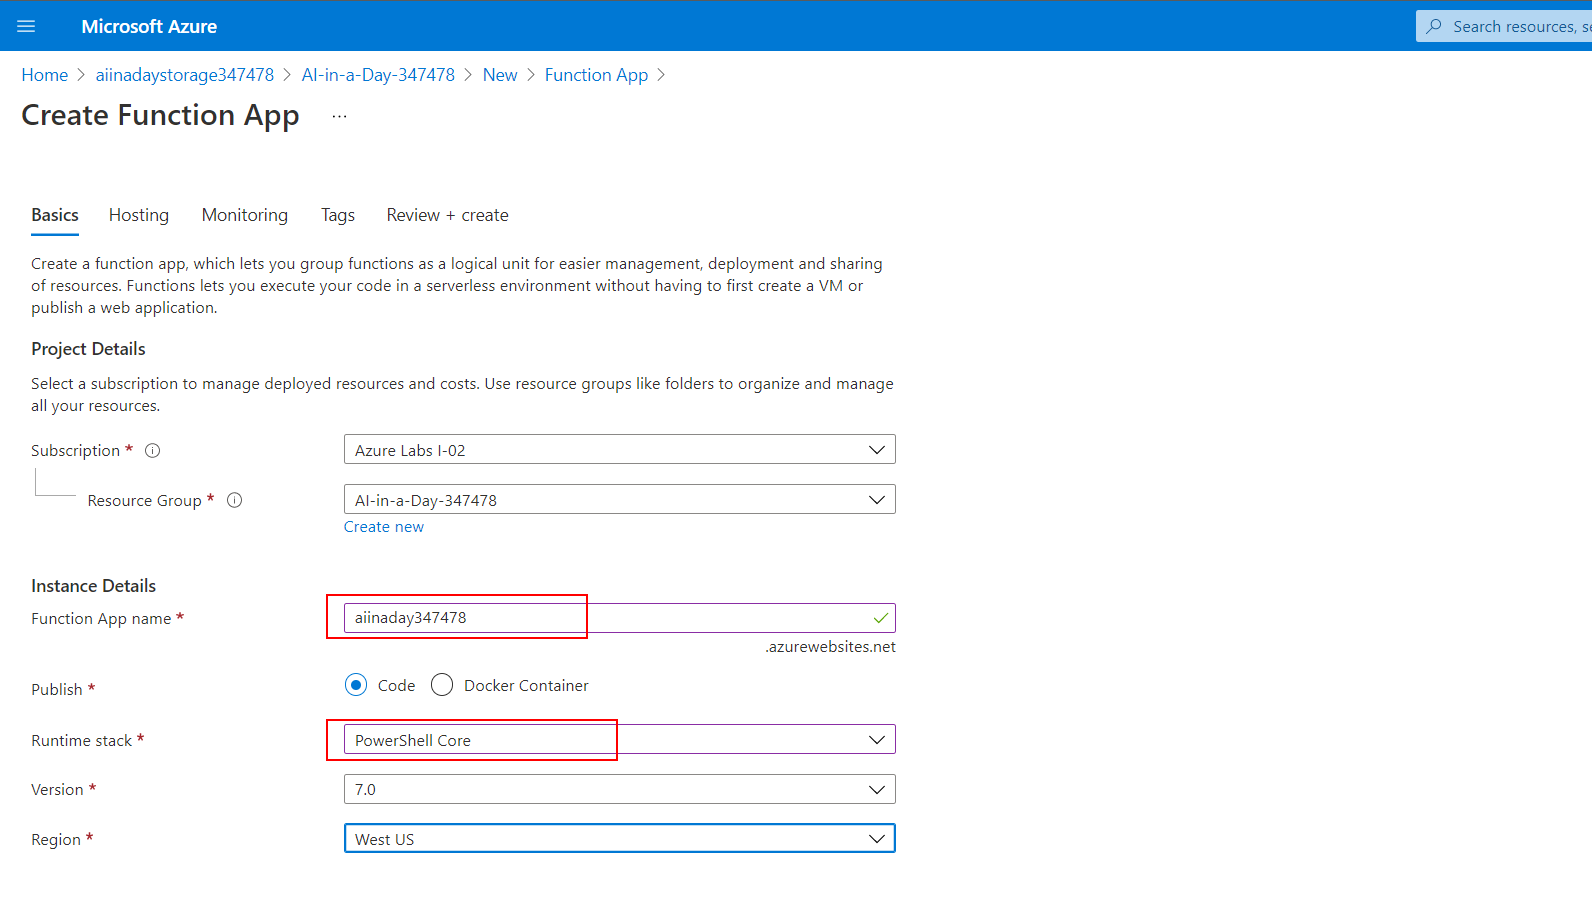 Microsoft Azure
Search resources, se
Home > aiinadaystorage347478 > AI-in-a-Day-347478 > New > Function App >
Create Function App ...
Basics Hosting Monitoring Tags Review + create
Create a function app, which lets you group functions as a logical unit for easier management, deployment and sharing
of resources. Functions lets you execute your code in a serverless environment without having to first create a VM or
publish a web application.
Project Details
Select a subscription to manage deployed resources and costs. Use resource groups like folders to organize and manage
all your resources.
Subscription * Azure Labs I-02
Resource Group * AI-in-a-Day-347478
Create new
Instance Details
Function App name * aiinaday347478
.azurewebsites.net
Publish * Code Docker Container
Runtime stack * PowerShell Core
Version * 7.0
Region * West US